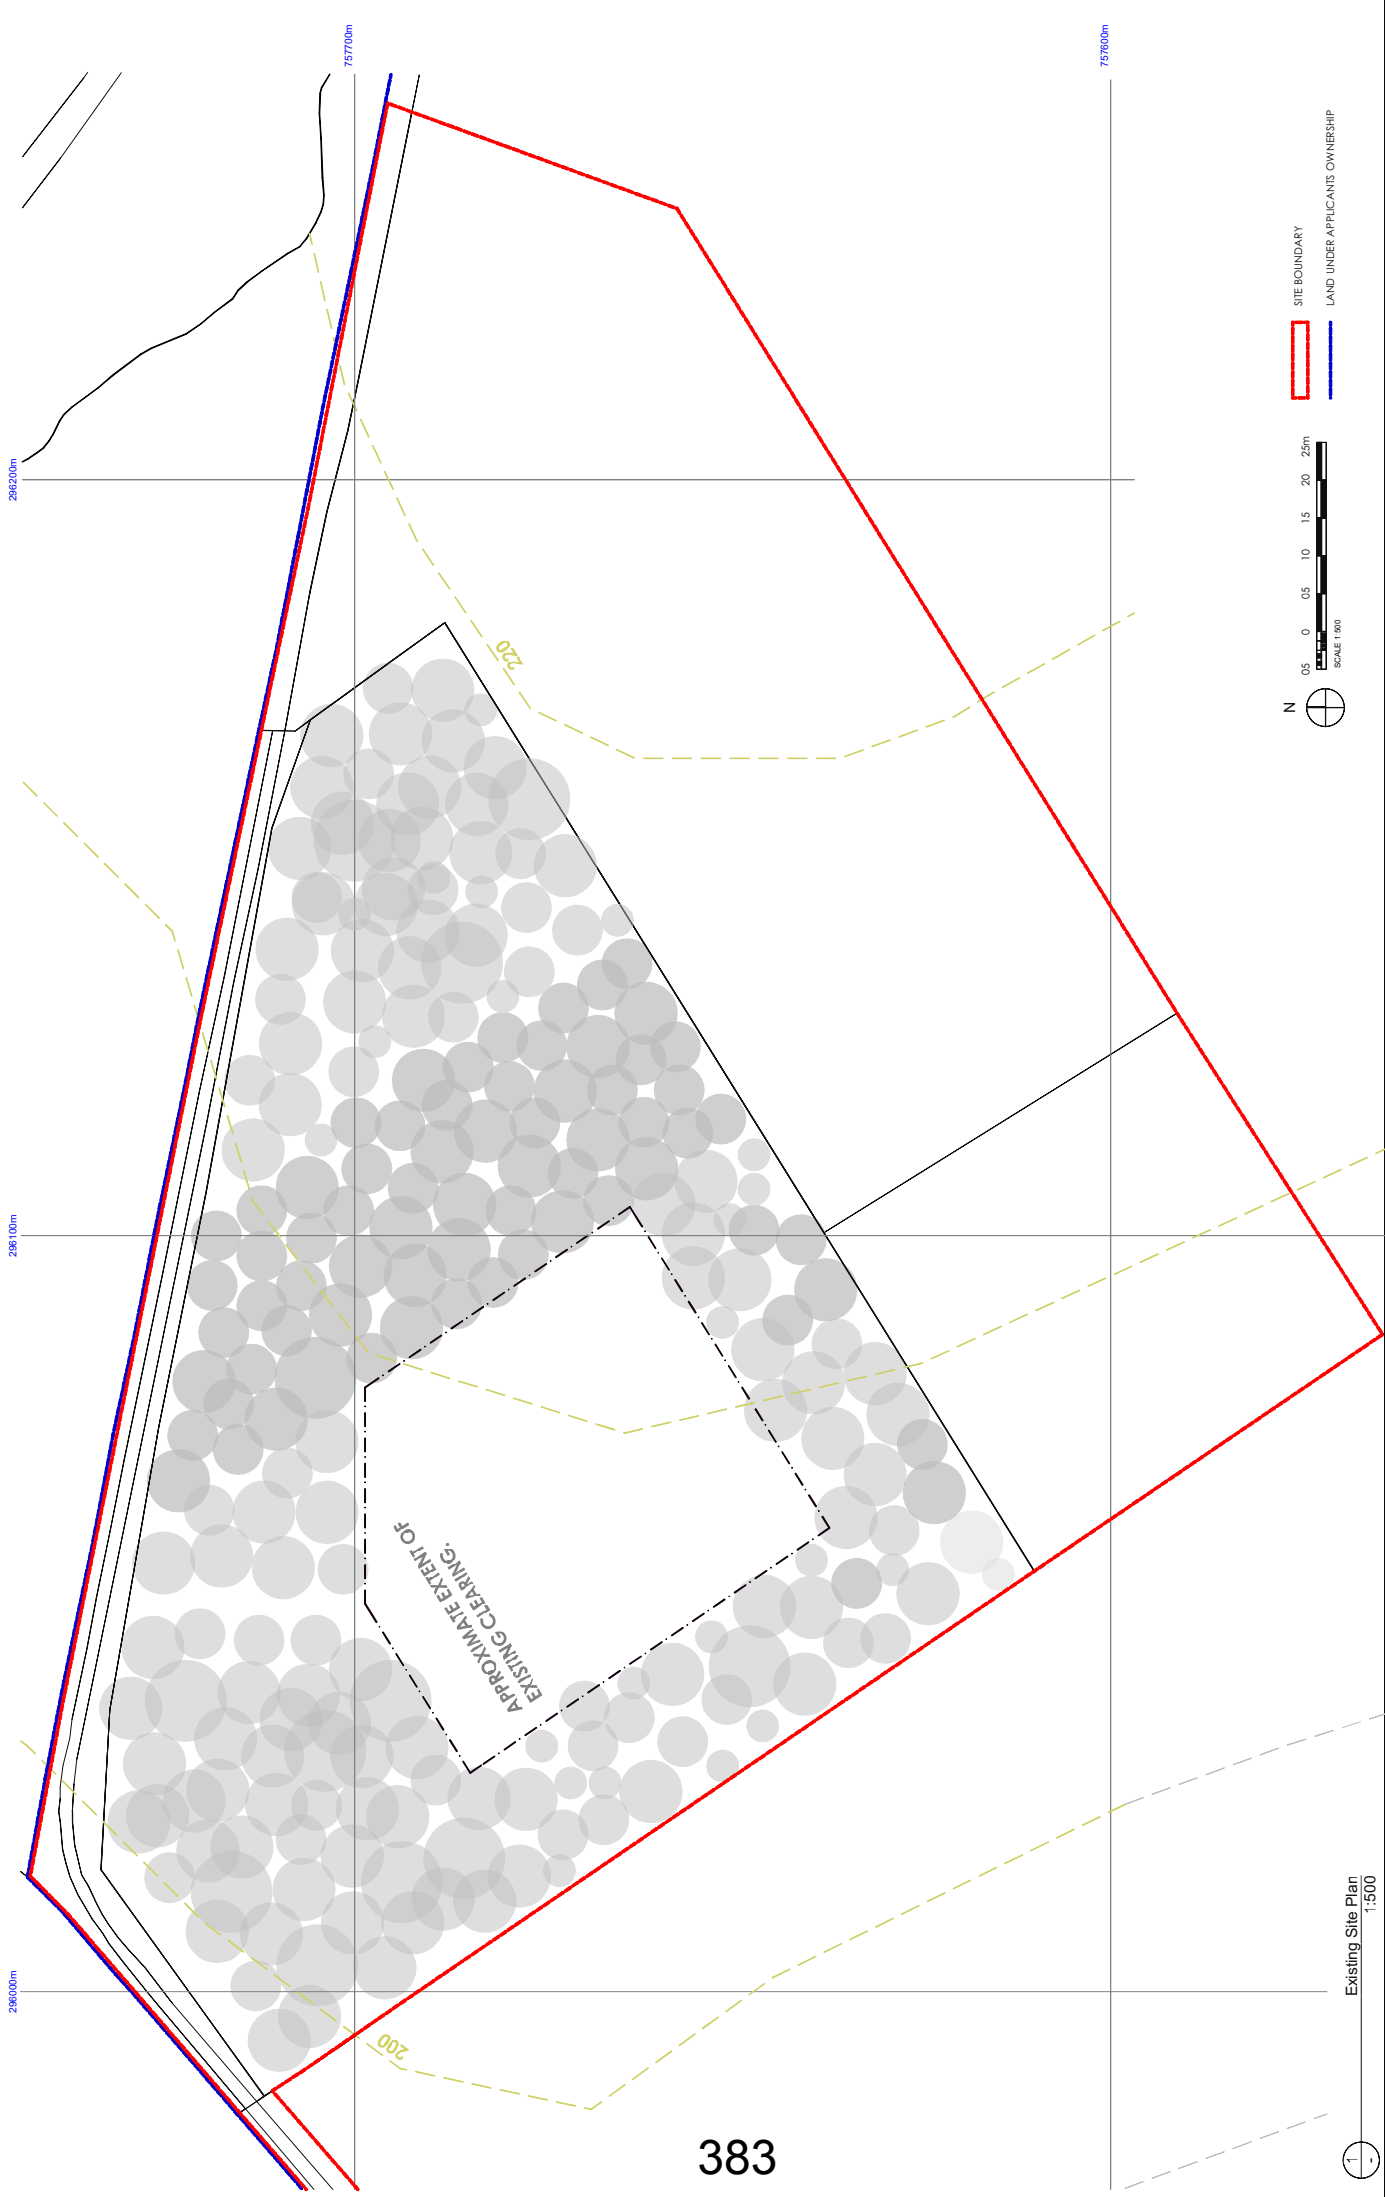 757700m
757600m
296200m
296100m
296000m
220
200
APPROXIMATE EXTENT OF
EXISTING CLEARING.
SITE BOUNDARY
LAND UNDER APPLICANTS OWNERSHIP
05 0 05 10 15 20 25m
SCALE 1:500
N
1
-
Existing Site Plan
1:500
383